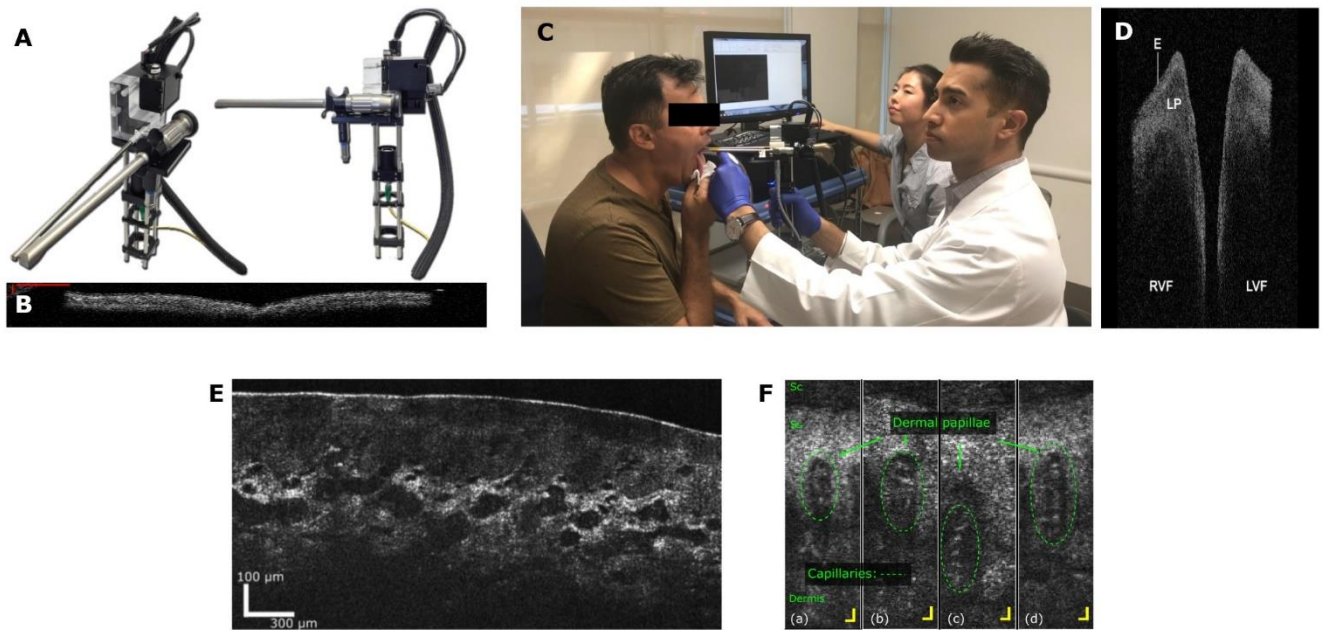 A
B
C
D
E
LP
RVF
LVF
E
100 µm
300 µm
F
Sc
Sc
Dermal papillae
Capillaries:
Dermis
(a)
(b)
(c)
(d)